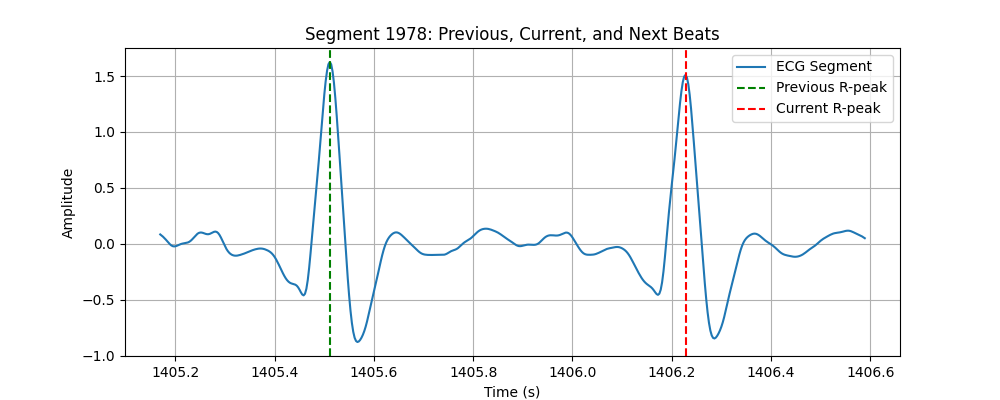 Segment 1978: Previous, Current, and Next Beats
ECG Segment
Previous R-peak
Current R-peak
Amplitude
1.5
1.0
0.5
0.0
−0.5
−1.0
1405.2 1405.4 1405.6 1405.8 1406.0 1406.2 1406.4 1406.6
Time (s)